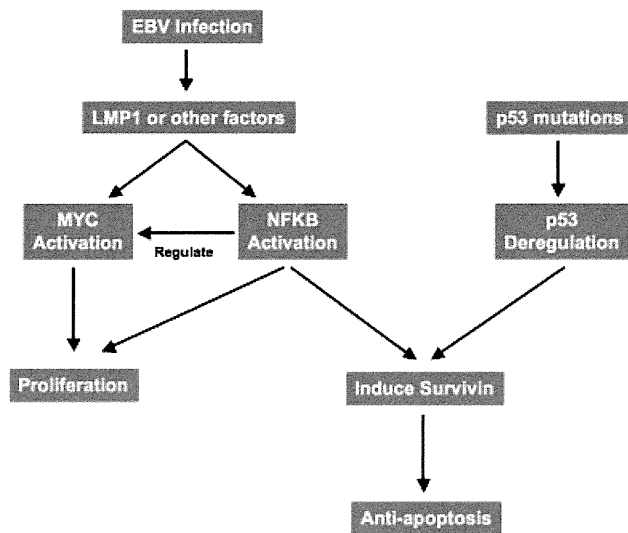 EBV Infection
LMP1 or other factors
p53 mutations
MYC
Activation
NFKB
Activation
p53
Deregulation
Regulate
Proliferation
Induce Survivin
Anti-apoptosis